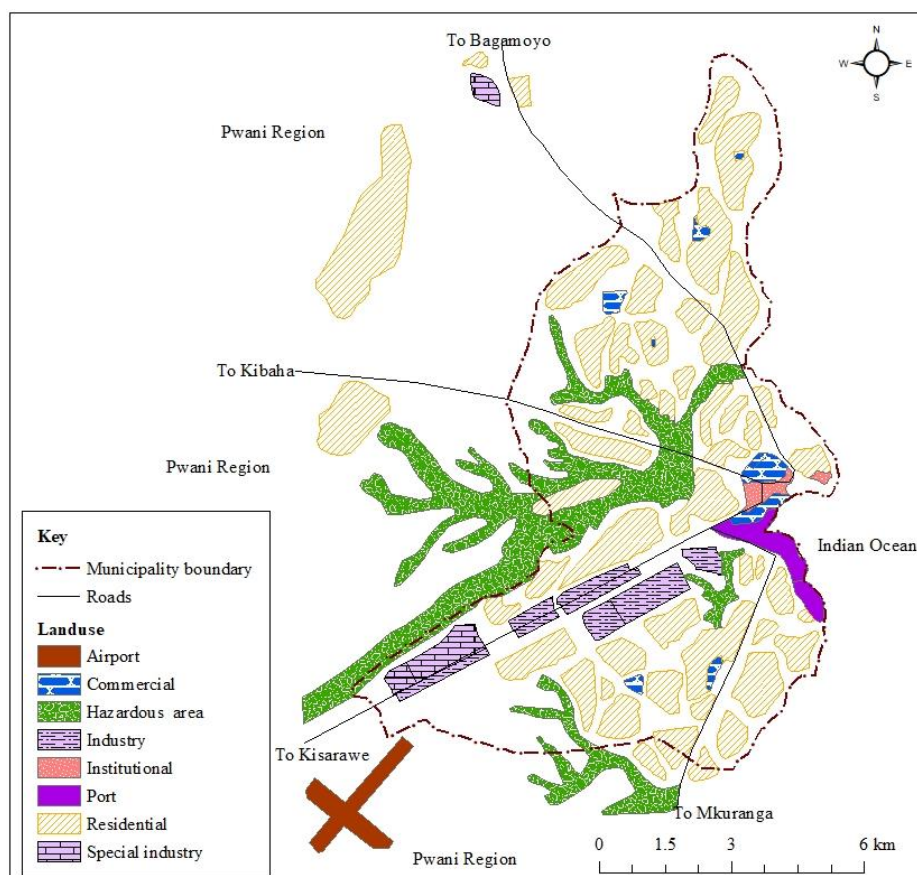 To Bagamoyo
N
W E
S
Pwani Region
To Kibaha
Pwani Region
Indian Ocean
Key
Municipality boundary
Roads
Landuse
Airport
Commercial
Hazardous area
Industry
Institutional
Port
Residential
Special industry
To Kisarawe
To Mkuranga
Pwani Region
0 1.5 3 6 km